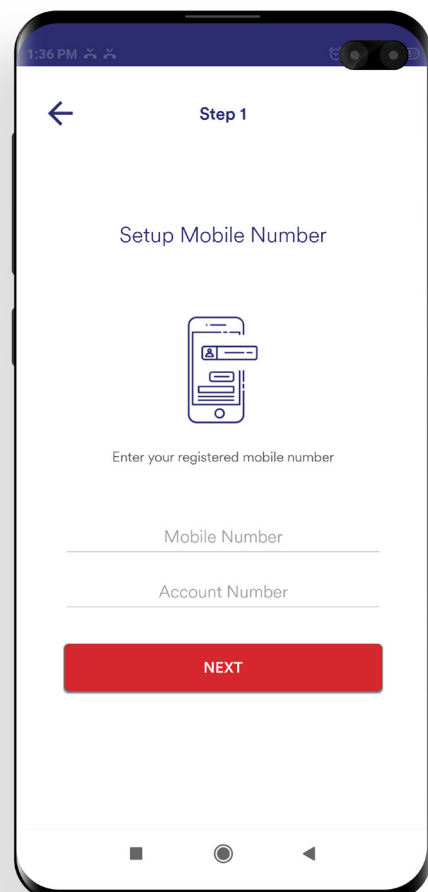 1:36 PM
Step 1
Setup Mobile Number
Enter your registered mobile number
Mobile Number
Account Number
NEXT